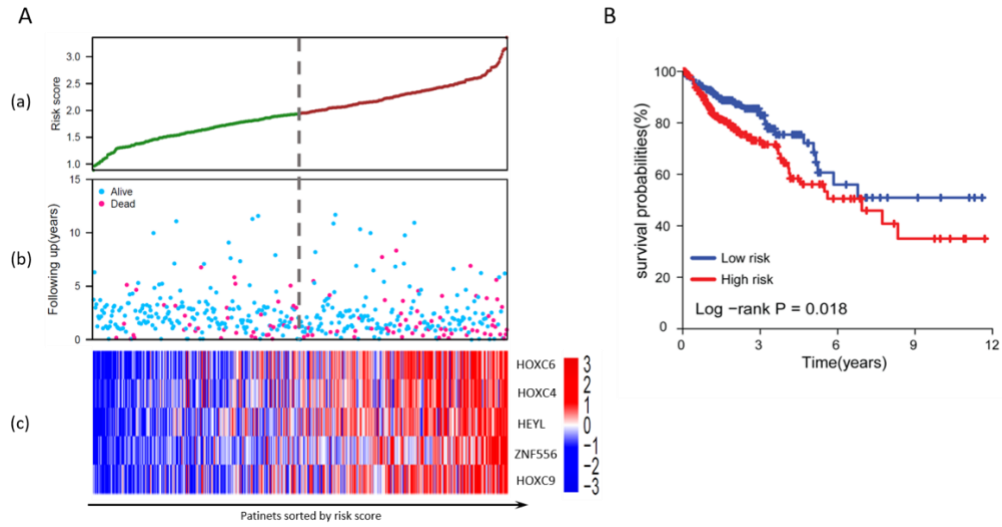 A
(a)
Risk score
3.0
2.5
2.0
1.5
1.0
(b)
Following up(years)
15
10
5
0
Alive
Dead
(c)
HOXC6
HOXC4
HEYL
ZNF556
HOXC9
3
2
1
0
−1
−2
−3
Patinets sorted by risk score
B
survival probabilities(%)
100
80
60
40
20
0
Low risk
High risk
Log −rank P = 0.018
0 3 6 9 12
Time(years)